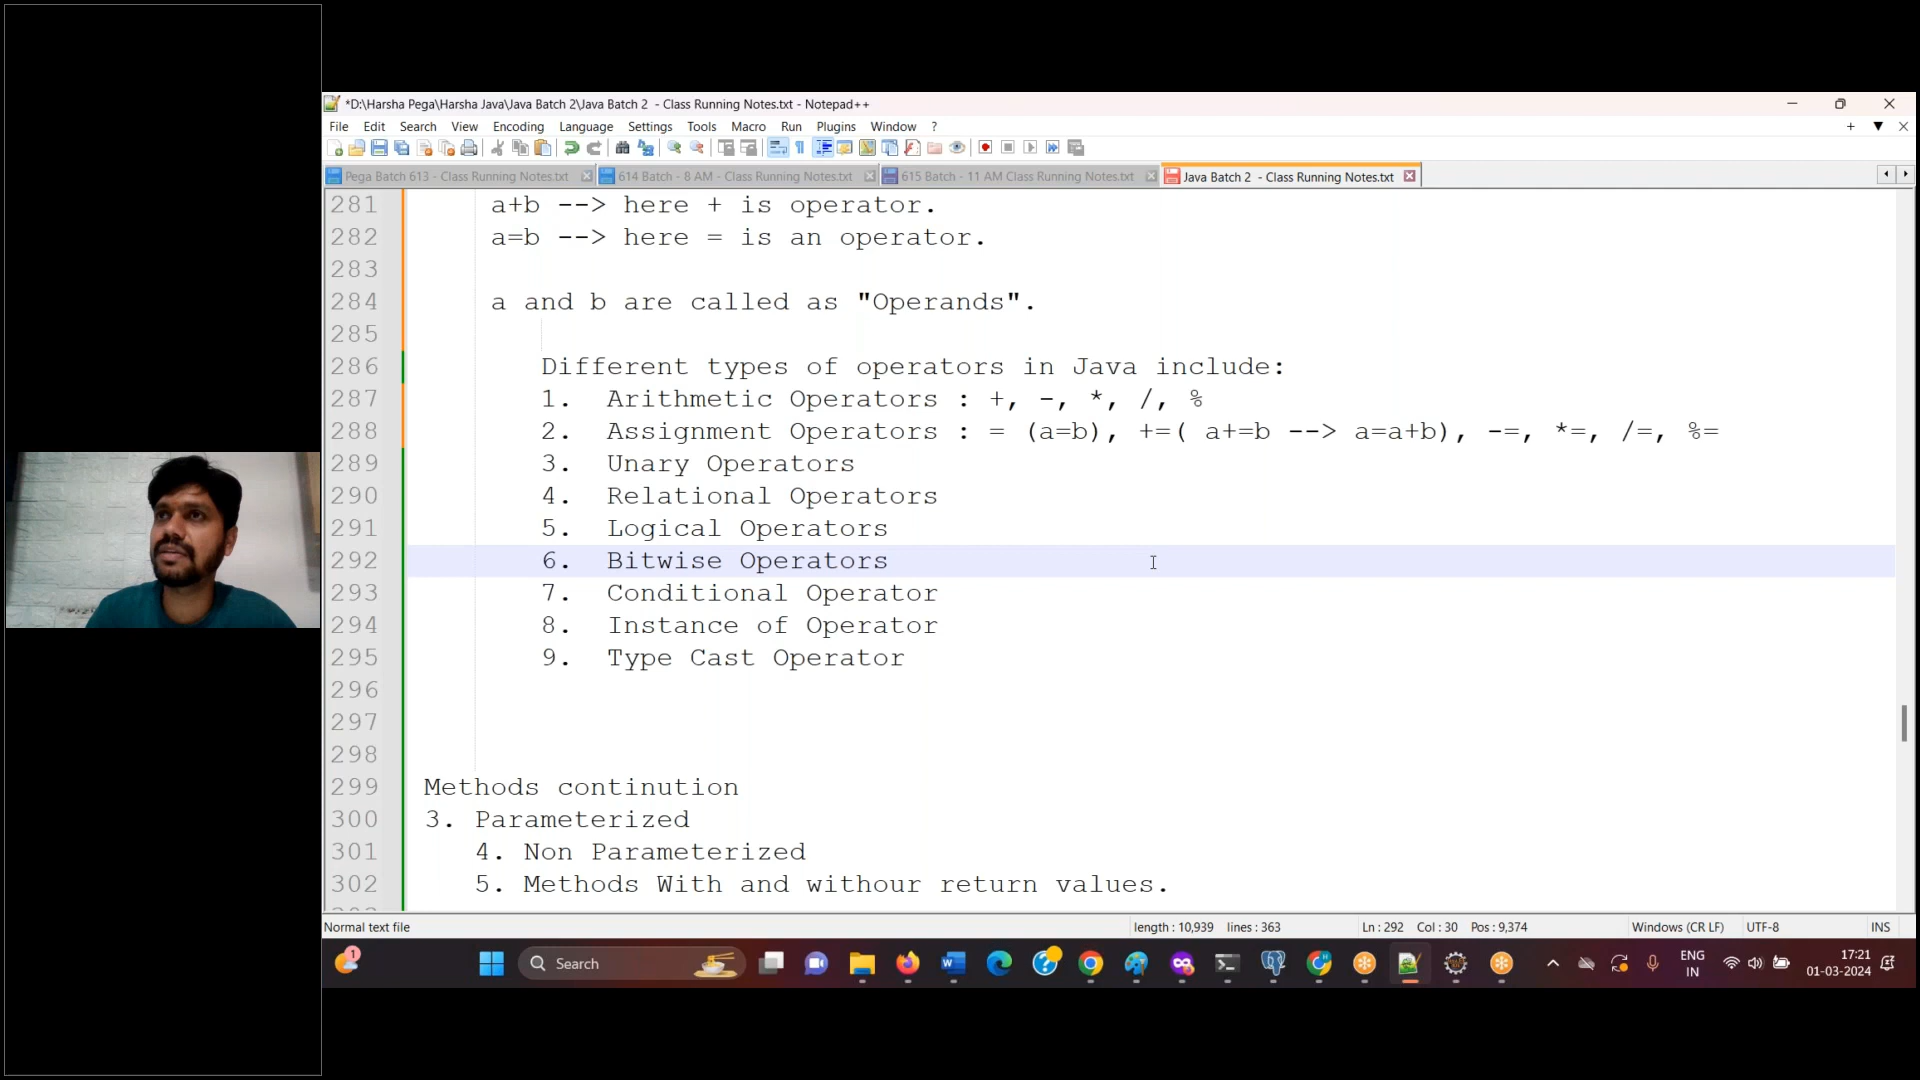 *D:\Harsha Pega\Harsha Java\Java Batch 2\Java Batch 2 - Class Running Notes.txt - Notepad++
File Edit Search View Encoding Language Settings Tools Macro Run Plugins Window ?
Pega Batch 613 - Class Running Notes.txt 614 Batch - 8 AM - Class Running Notes.txt 615 Batch - 11 AM Class Running Notes.txt Java Batch 2 - Class Running Notes.txt
281 a+b --> here + is operator.
282 a=b --> here = is an operator.
283
284 a and b are called as "Operands".
285
286 Different types of operators in Java include:
287 1. Arithmetic Operators : +, -, *, /, %
288 2. Assignment Operators : = (a=b), +=( a+=b --> a=a+b), -=, *=, /=, %=
289 3. Unary Operators
290 4. Relational Operators
291 5. Logical Operators
292 6. Bitwise Operators
293 7. Conditional Operator
294 8. Instance of Operator
295 9. Type Cast Operator
296
297
298
299 Methods continution
300 3. Parameterized
301 4. Non Parameterized
302 5. Methods With and withour return values.
Normal text file length : 10,939 lines : 363 Ln : 292 Col : 30 Pos : 9,374 Windows (CR LF) UTF-8 INS
1 Search ENG IN 17:21 01-03-2024